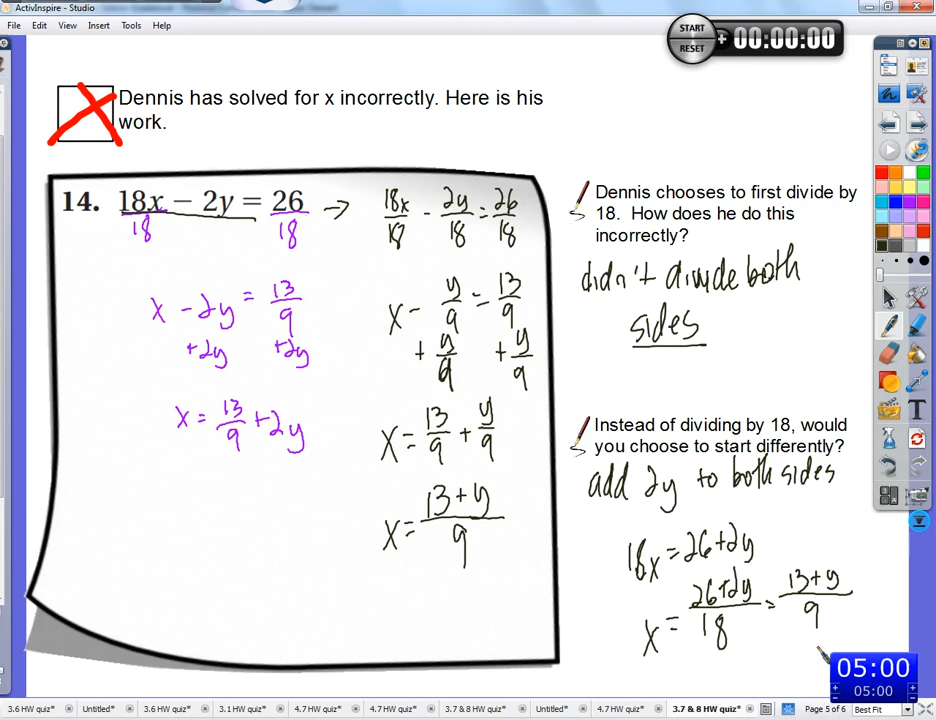 ActivInspire - Studio
File Edit View Insert Tools
START
RESET
00:00:00
Dennis has solved for x incorrectly. Here is his
work.
14. 18x − 2y = 26
18 18
x − 2y = 13/9
+2y +2y
x = 13/9 + 2y
→ 18x/18 − 2y/18 = 26/18
x − y/9 = 13/9
+ y/9 + y/9
x = 13/9 + y/9
x = 13+y/9
Dennis chooses to first divide by
18. How does he do this
incorrectly?
didn't divide both
sides
Instead of dividing by 18, would
you choose to start differently?
add 2y to both sides
18x = 26+2y
x = 26+2y/18 = 13+y/9
05:00
05:00
3.6 HW quiz* Untitled* 3.6 HW quiz* 3.1 HW quiz* 4.7 HW quiz* 4.7 HW quiz* 3.7 & 8 HW quiz* Untitled* 4.7 HW quiz* 3.7 & 8 HW quiz* Page 5 of 6 Best Fit